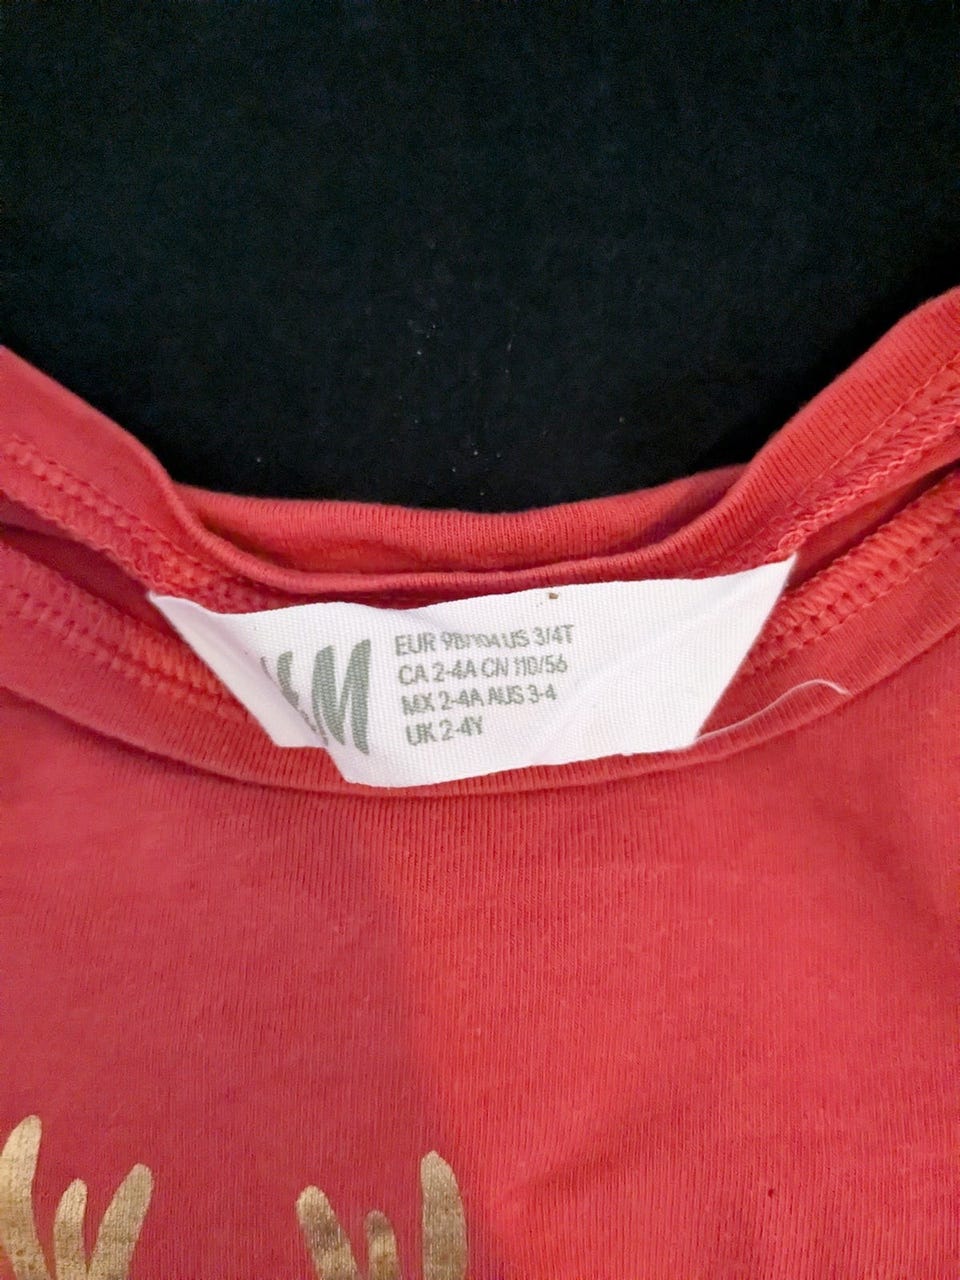 H&M
EUR 98/104 US 3/4T
CA 2-4A CN 110/56
MX 2-4A AUS 3-4
UK 2-4Y